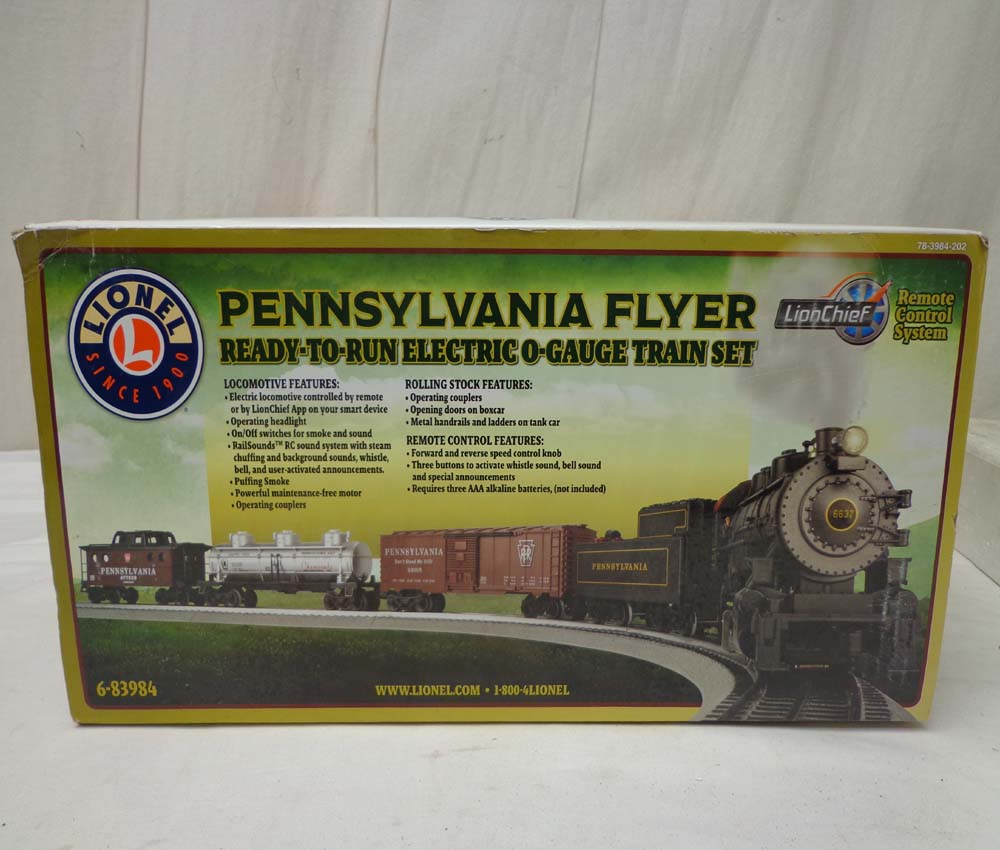 78-3984-202
LIONEL
L
SINCE 1900
PENNSYLVANIA FLYER
READY-TO-RUN ELECTRIC O-GAUGE TRAIN SET
LionChief
Remote
Control
System
LOCOMOTIVE FEATURES:
• Electric locomotive controlled by remote
or by LionChief App on your smart device
• Operating headlight
• On/Off switches for smoke and sound
• RailSounds™ RC sound system with steam
chuffing and background sounds, whistle,
bell, and user-activated announcements.
• Puffing Smoke
• Powerful maintenance-free motor
• Operating couplers
ROLLING STOCK FEATURES:
• Operating couplers
• Opening doors on boxcar
• Metal handrails and ladders on tank car
REMOTE CONTROL FEATURES:
• Forward and reverse speed control knob
• Three buttons to activate whistle sound, bell sound
and special announcements
• Requires three AAA alkaline batteries, (not included)
PENNSYLVANIA
477938
PENNSYLVANIA
Don't Stand Me Still
PENNSYLVANIA
6637
6-83984
WWW.LIONEL.COM • 1-800-4LIONEL